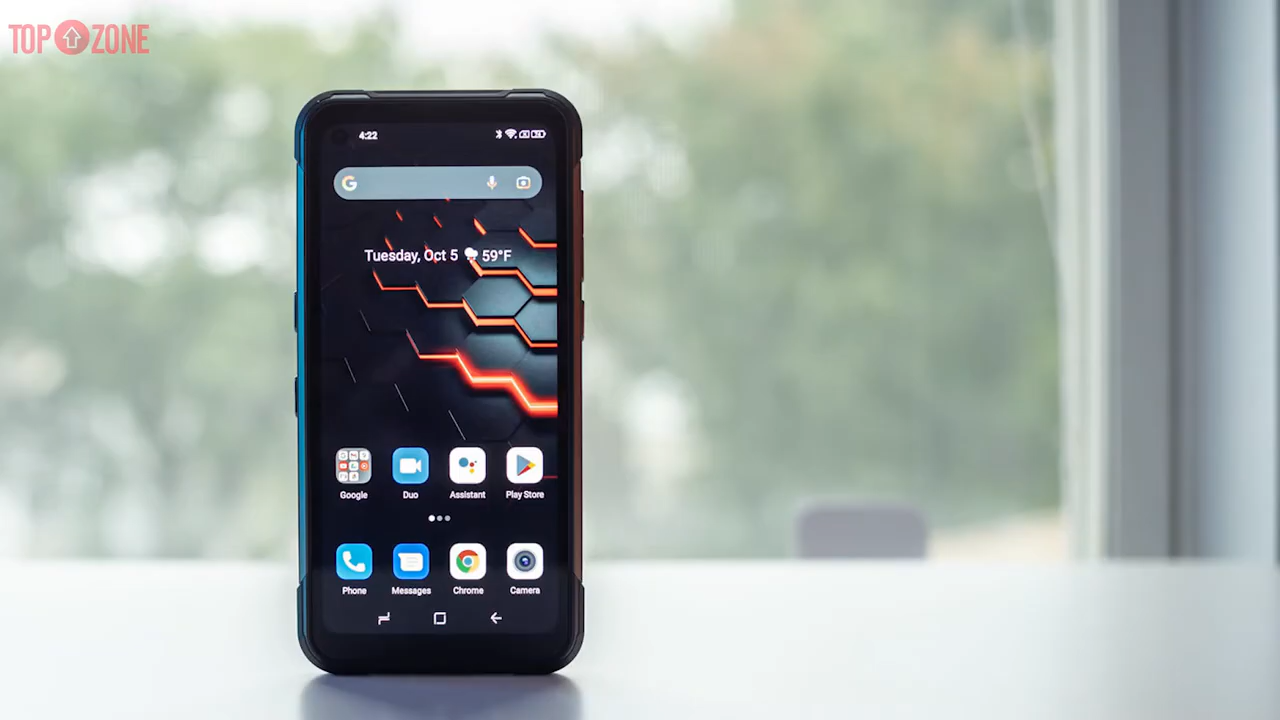 TOP ZONE
4:22
G
Tuesday, Oct 5 59°F
Google Duo Assistant Play Store
Phone Messages Chrome Camera